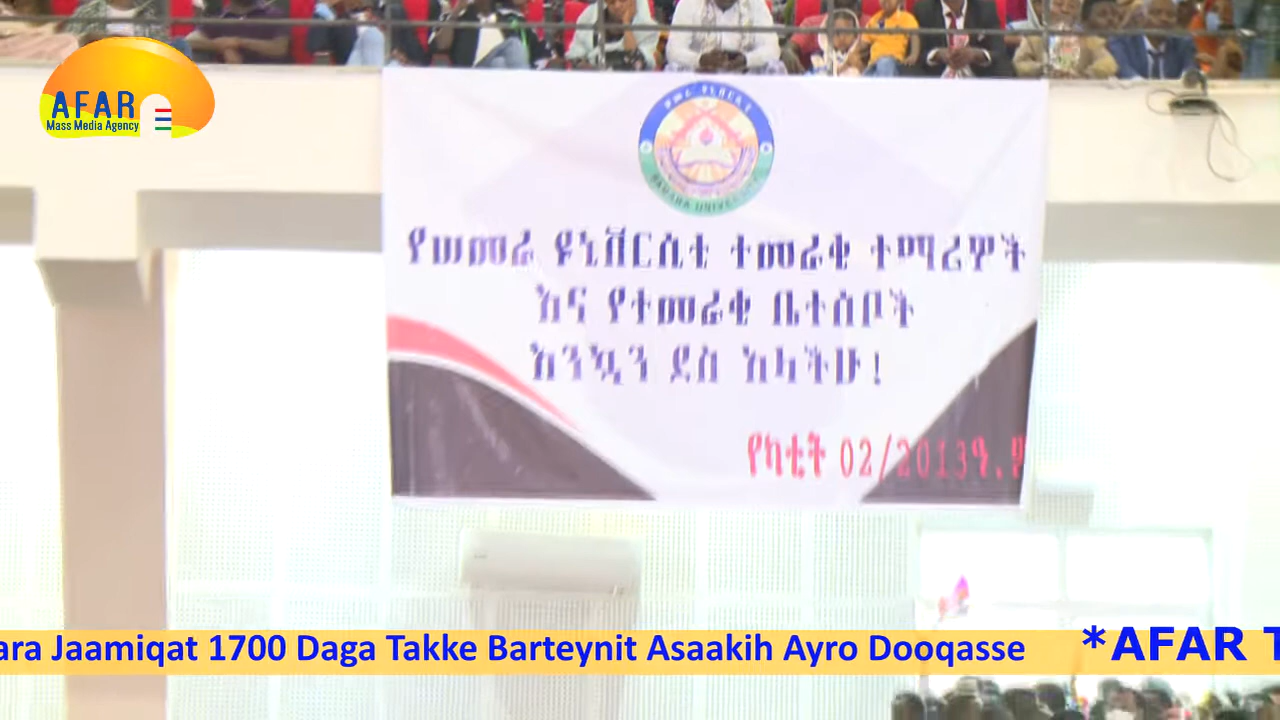 AFAR
Mass Media Agency
የሠመራ ዩኒቨርሲቲ ተመራቂ ተማሪዎች
እና የተመራቂ ቤተሰቦች
እንኳን ደስ አላችሁ!
የካቲት 02/2013ዓ.ም
ara Jaamiqat 1700 Daga Takke Barteynit Asaakih Ayro Dooqasse *AFAR T